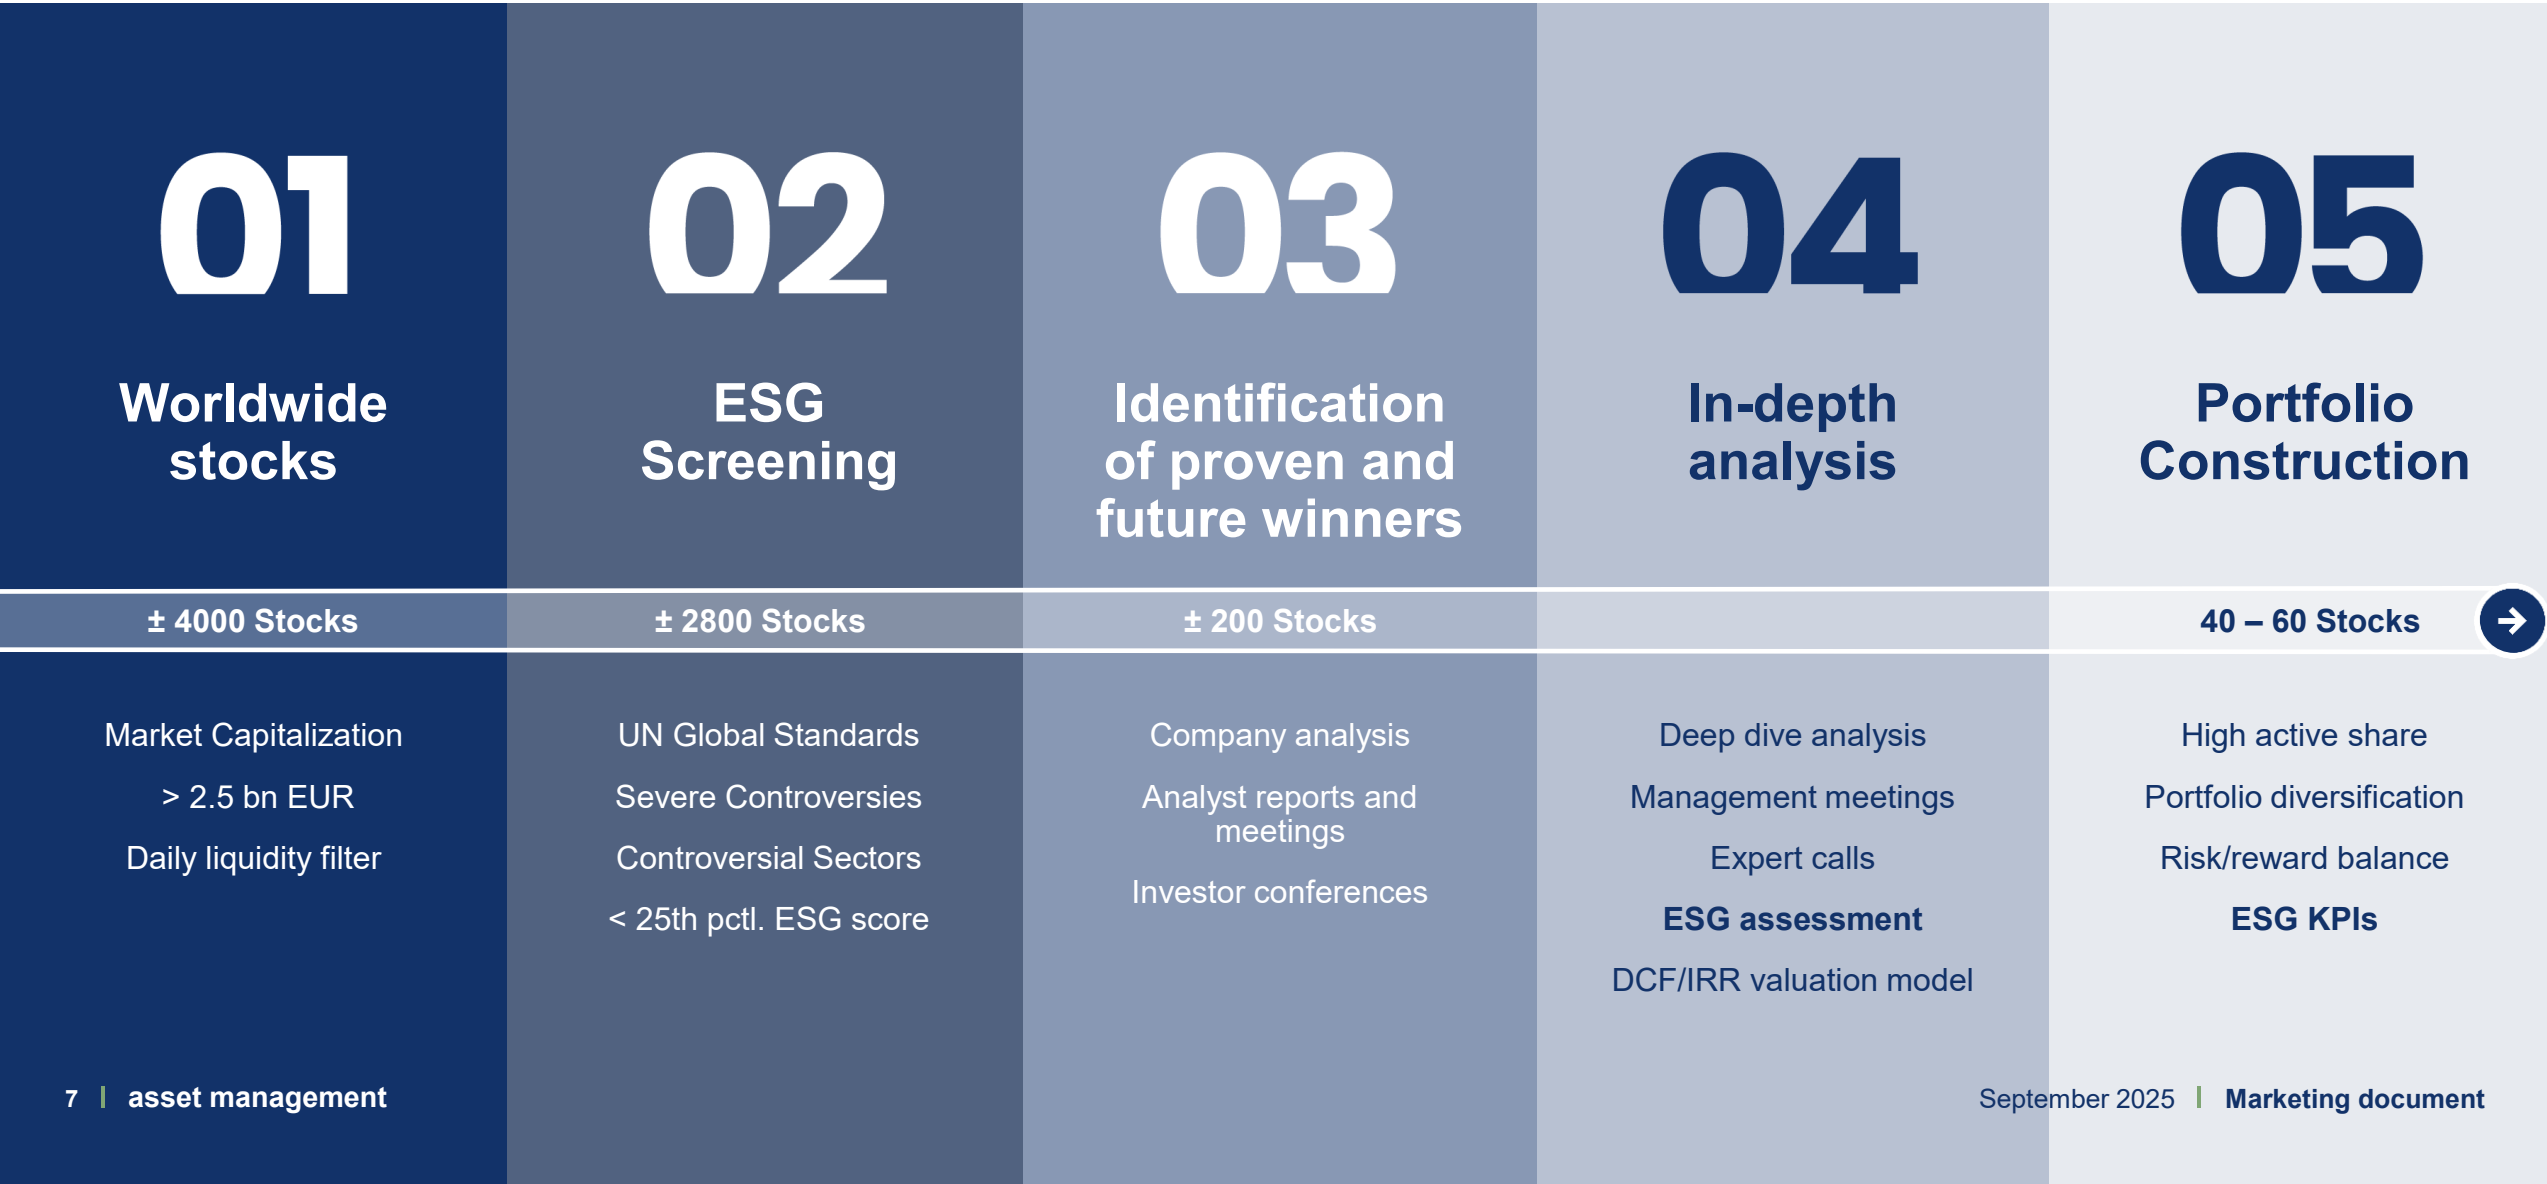 01
Worldwide
stocks
± 4000 Stocks
Market Capitalization
> 2.5 bn EUR
Daily liquidity filter
02
ESG
Screening
± 2800 Stocks
UN Global Standards
Severe Controversies
Controversial Sectors
< 25th pctl. ESG score
03
Identification
of proven and
future winners
± 200 Stocks
Company analysis
Analyst reports and
meetings
Investor conferences
04
In-depth
analysis
Deep dive analysis
Management meetings
Expert calls
ESG assessment
DCF/IRR valuation model
05
Portfolio
Construction
40 – 60 Stocks
High active share
Portfolio diversification
Risk/reward balance
ESG KPIs
7 | asset management
September 2025 | Marketing document